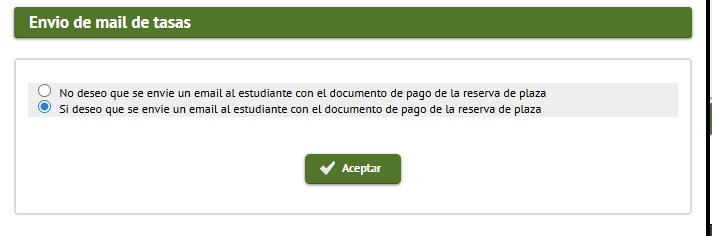 Envio de mail de tasas
No deseo que se envie un email al estudiante con el documento de pago de la reserva de plaza
Si deseo que se envie un email al estudiante con el documento de pago de la reserva de plaza
Aceptar